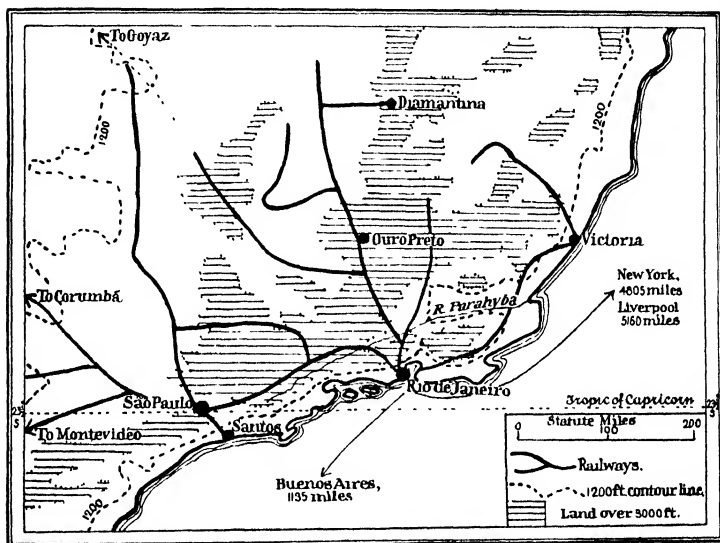 To Goyaz
1200
Diamantina
1200
Ouro Preto
Victoria
To Corumbá
R. Parahyba
New York,
4805 miles
Liverpool
5160 miles
Rio de Janeiro
São Paulo
23½
Tropic of Capricorn
23½
To Montevideo
Santos
Statute Miles
0 100 200
Buenos Aires,
1135 miles
Railways.
1200 ft. contour line.
Land over 3000 ft.
1200